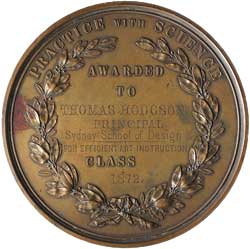 PRACTICE WITH SCIENCE
AWARDED
TO
THOMAS HODGSON
PRINCIPAL
Sydney School of Design
FOR EFFICIENT ART INSTRUCTION
CLASS
1872.